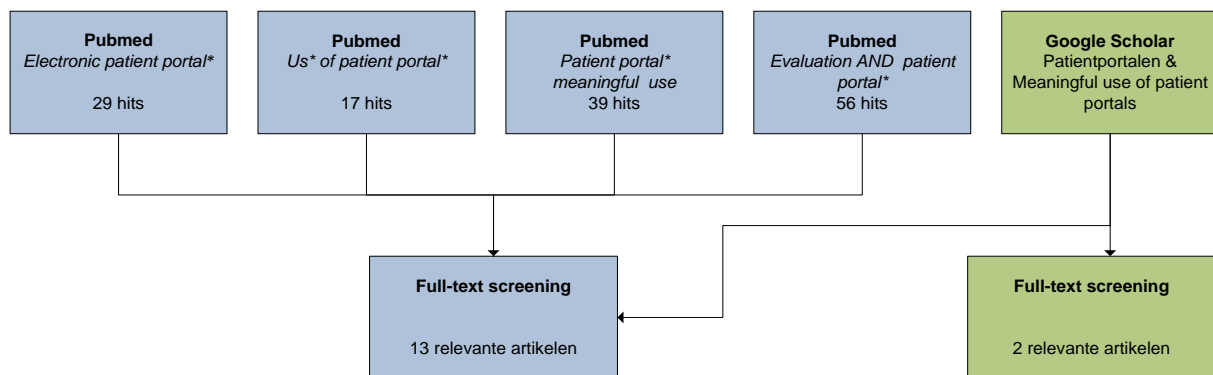 Pubmed
Electronic patient portal*
29 hits
Pubmed
Us* of patient portal*
17 hits
Pubmed
Patient portal*
meaningful use
39 hits
Pubmed
Evaluation AND patient
portal*
56 hits
Google Scholar
Patientportalen &
Meaningful use of patient
portals
Full-text screening
13 relevante artikelen
Full-text screening
2 relevante artikelen